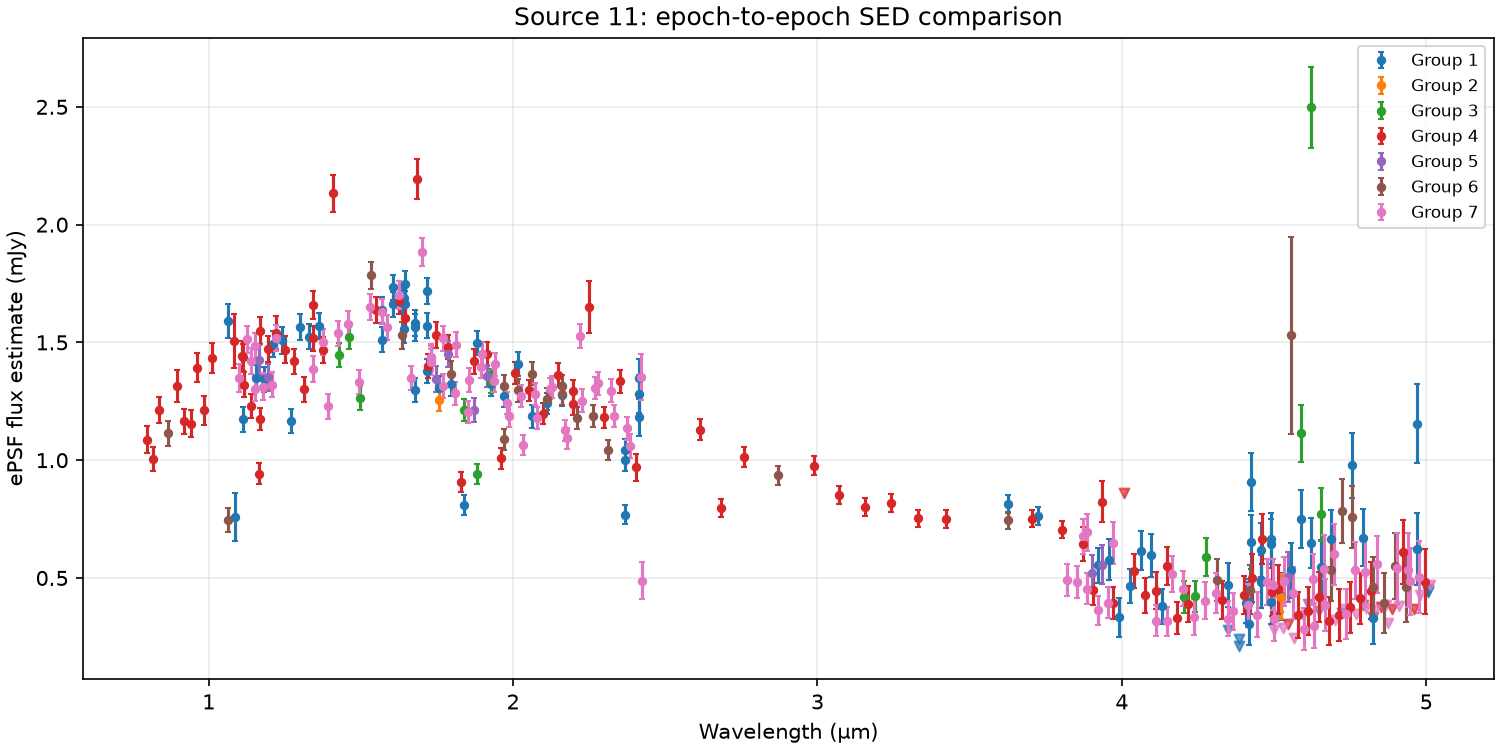 Source 11: epoch-to-epoch SED comparison
ePSF flux estimate (mJy)
2.5
2.0
1.5
1.0
0.5
Group 1
Group 2
Group 3
Group 4
Group 5
Group 6
Group 7
1 2 3 4 5
Wavelength (µm)